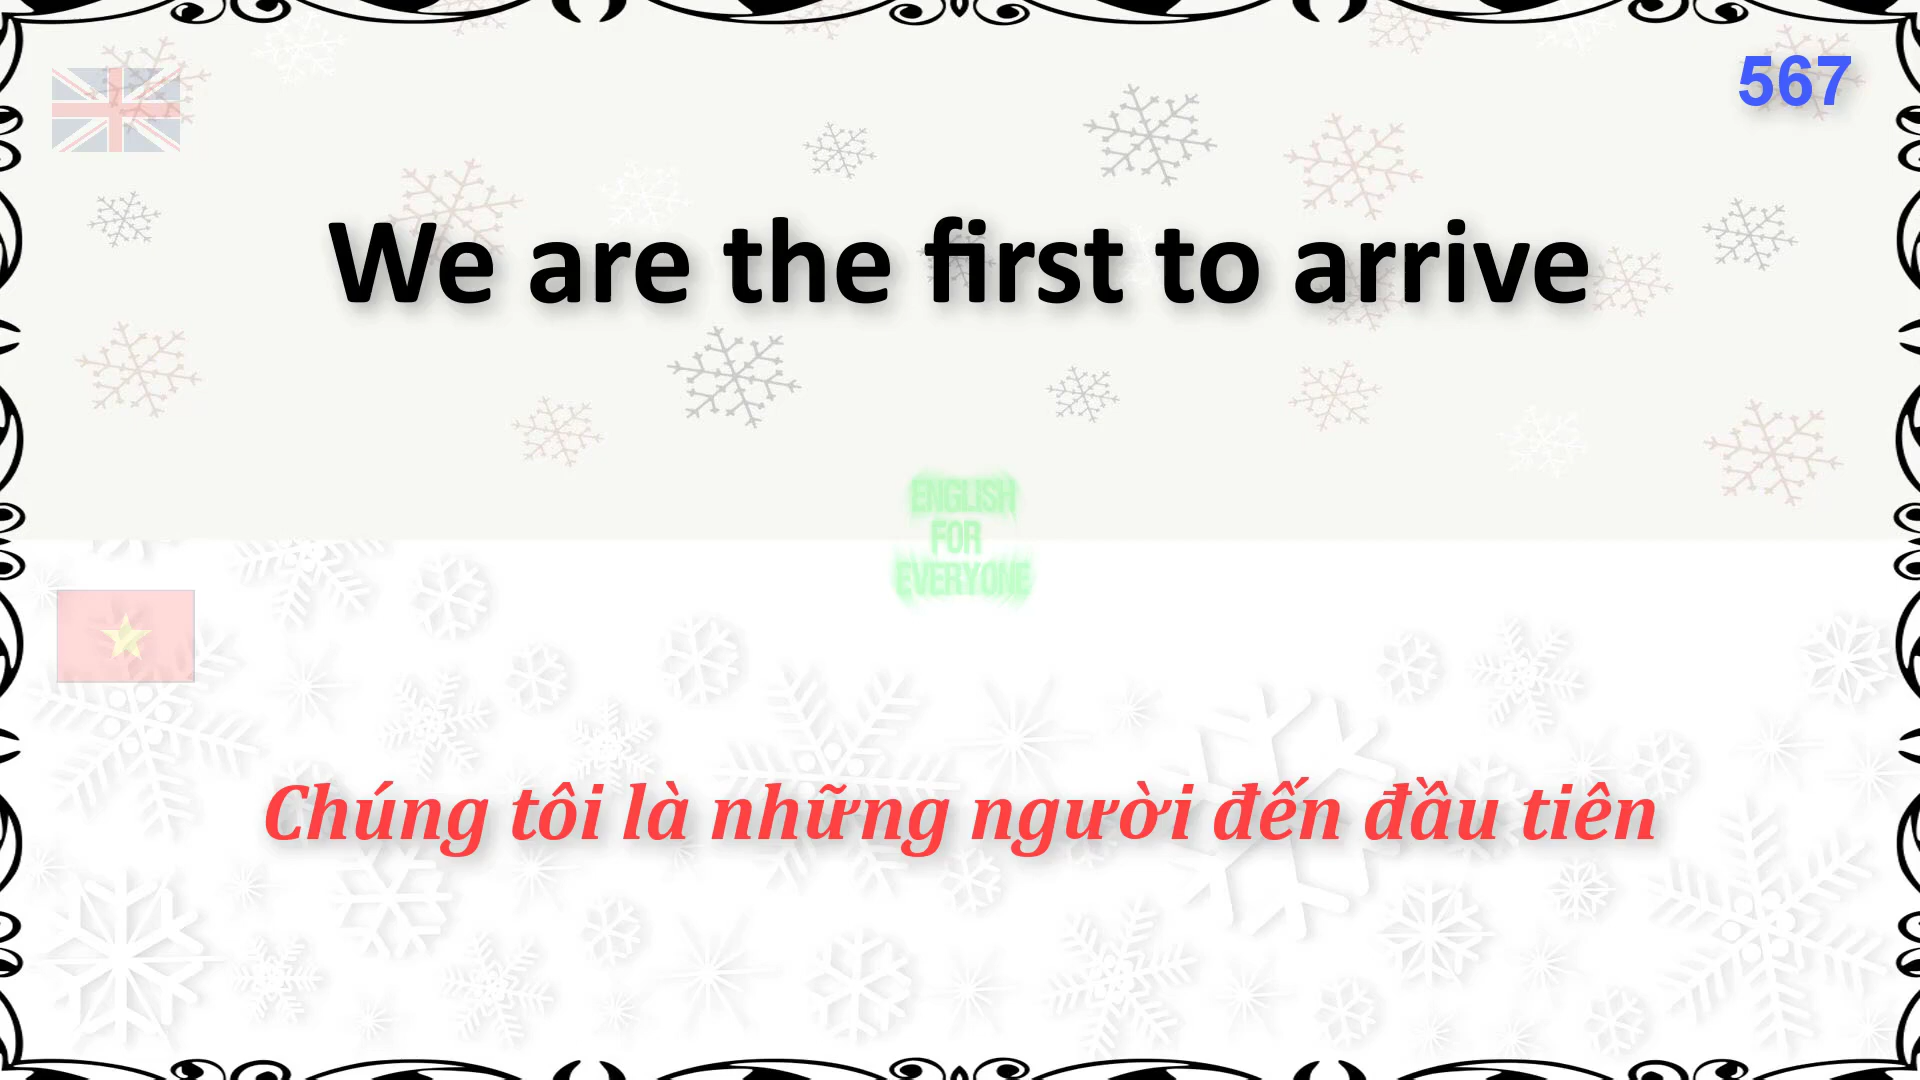 567
We are the first to arrive
ENGLISH
FOR
EVERYONE
Chúng tôi là những người đến đầu tiên